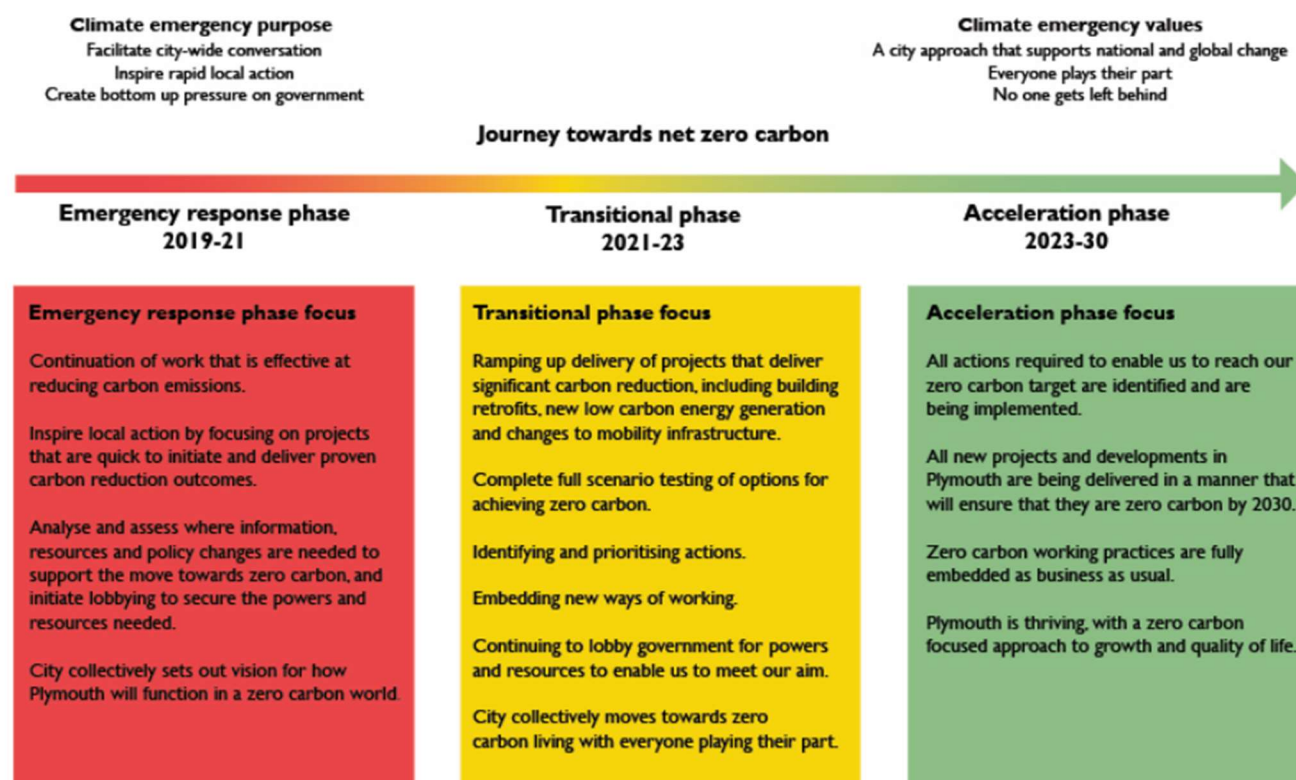 Climate emergency purpose
Facilitate city-wide conversation
Inspire rapid local action
Create bottom up pressure on government
Climate emergency values
A city approach that supports national and global change
Everyone plays their part
No one gets left behind
Journey towards net zero carbon
Emergency response phase
2019-21
Transitional phase
2021-23
Acceleration phase
2023-30
Emergency response phase focus
Continuation of work that is effective at
reducing carbon emissions.
Inspire local action by focusing on projects
that are quick to initiate and deliver proven
carbon reduction outcomes.
Analyse and assess where information,
resources and policy changes are needed to
support the move towards zero carbon, and
initiate lobbying to secure the powers and
resources needed.
City collectively sets out vision for how
Plymouth will function in a zero carbon world.
Transitional phase focus
Ramping up delivery of projects that deliver
significant carbon reduction, including building
retrofits, new low carbon energy generation
and changes to mobility infrastructure.
Complete full scenario testing of options for
achieving zero carbon.
Identifying and prioritising actions.
Embedding new ways of working.
Continuing to lobby government for powers
and resources to enable us to meet our aim.
City collectively moves towards zero
carbon living with everyone playing their part.
Acceleration phase focus
All actions required to enable us to reach our
zero carbon target are identified and are
being implemented.
All new projects and developments in
Plymouth are being delivered in a manner that
will ensure that they are zero carbon by 2030.
Zero carbon working practices are fully
embedded as business as usual.
Plymouth is thriving, with a zero carbon
focused approach to growth and quality of life.